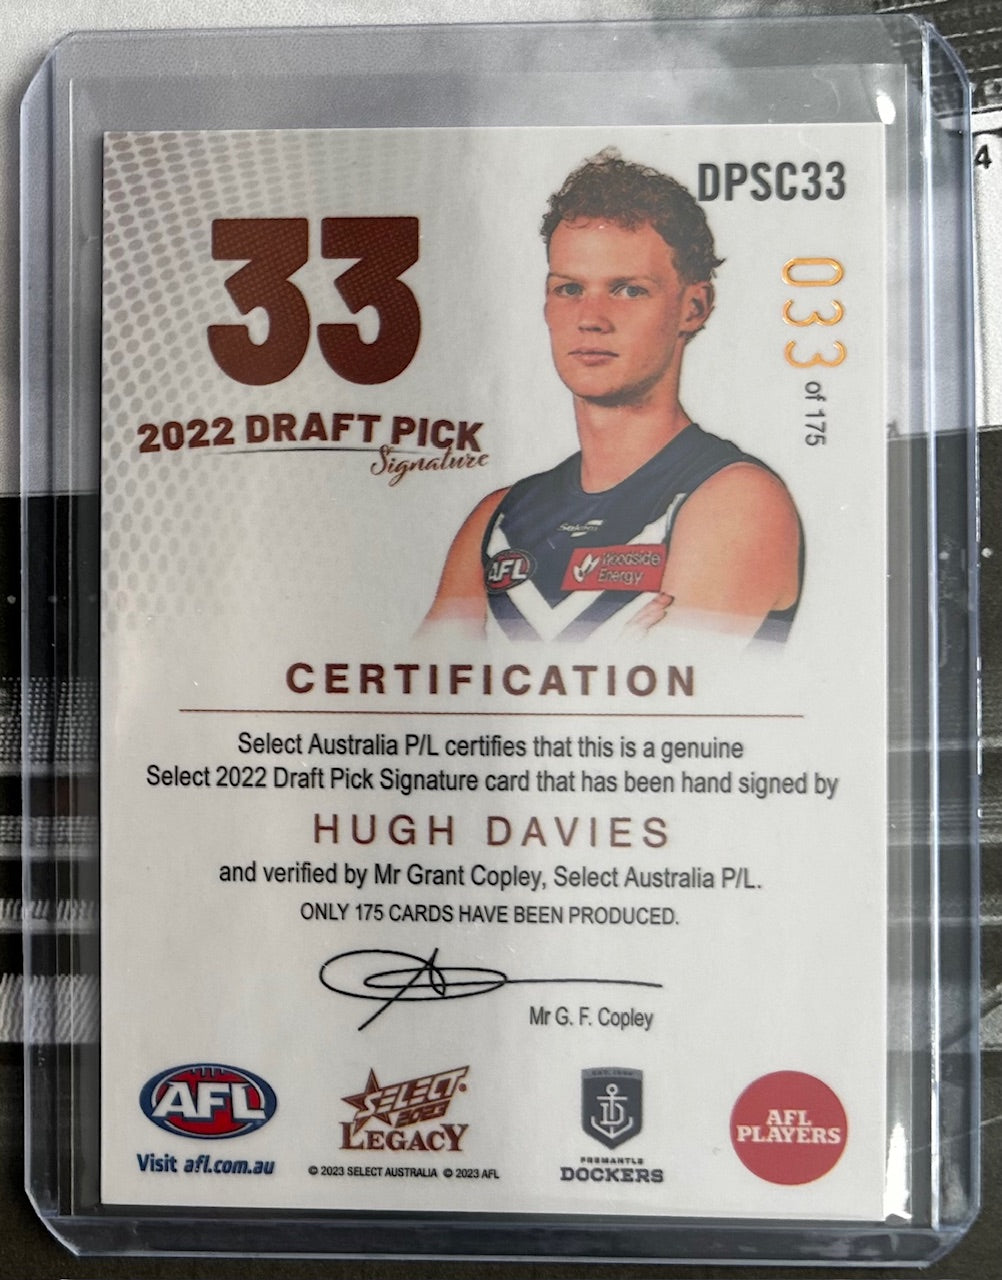 DPSC33
33
033
of 175
2022 DRAFT PICK
Signature
Select
AFL
Woodside
Energy
CERTIFICATION
Select Australia P/L certifies that this is a genuine
Select 2022 Draft Pick Signature card that has been hand signed by
HUGH DAVIES
and verified by Mr Grant Copley, Select Australia P/L.
ONLY 175 CARDS HAVE BEEN PRODUCED.
Mr G. F. Copley
AFL
Visit afl.com.au
SELECT
2023
LEGACY
© 2023 SELECT AUSTRALIA © 2023 AFL
D
FREMANTLE
DOCKERS
AFL
PLAYERS
4